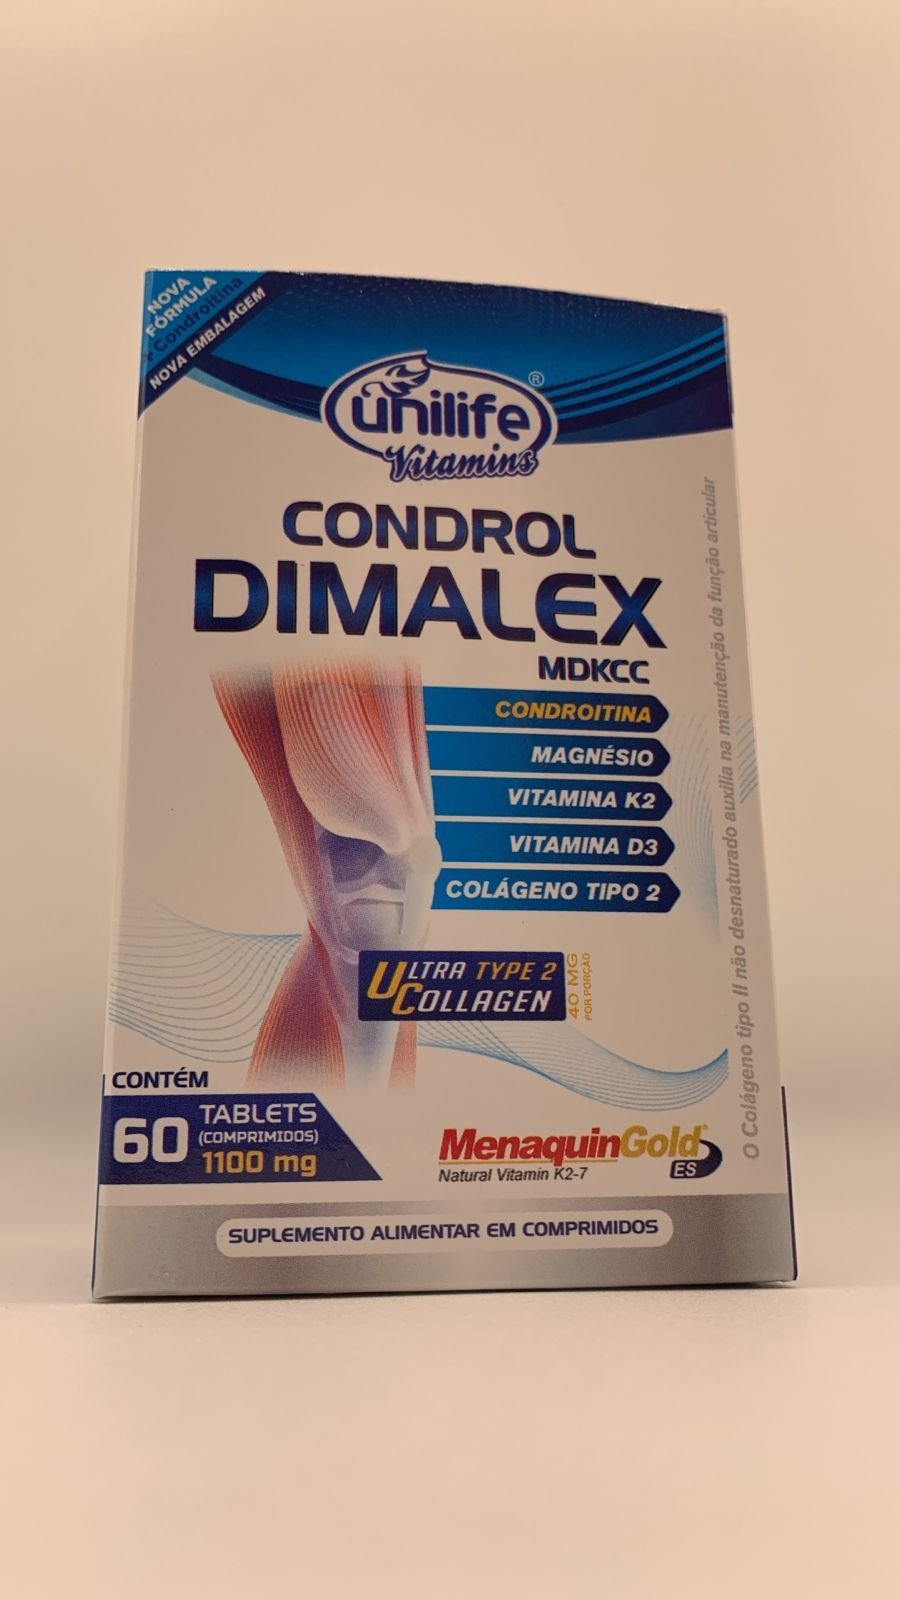 NOVA
FÓRMULA
+Condroitina
NOVA EMBALAGEM
unilife®
Vitamins
CONDROL
DIMALEX
MDKCC
CONDROITINA
MAGNÉSIO
VITAMINA K2
VITAMINA D3
COLÁGENO TIPO 2
ULTRA TYPE 2
COLLAGEN
40 MG
POR PORÇÃO
O Colágeno tipo II não desnaturado auxilia na manutenção da função articular
CONTÉM
60 TABLETS
(COMPRIMIDOS)
1100 mg
MenaquinGold®
Natural Vitamin K2-7
ES
SUPLEMENTO ALIMENTAR EM COMPRIMIDOS